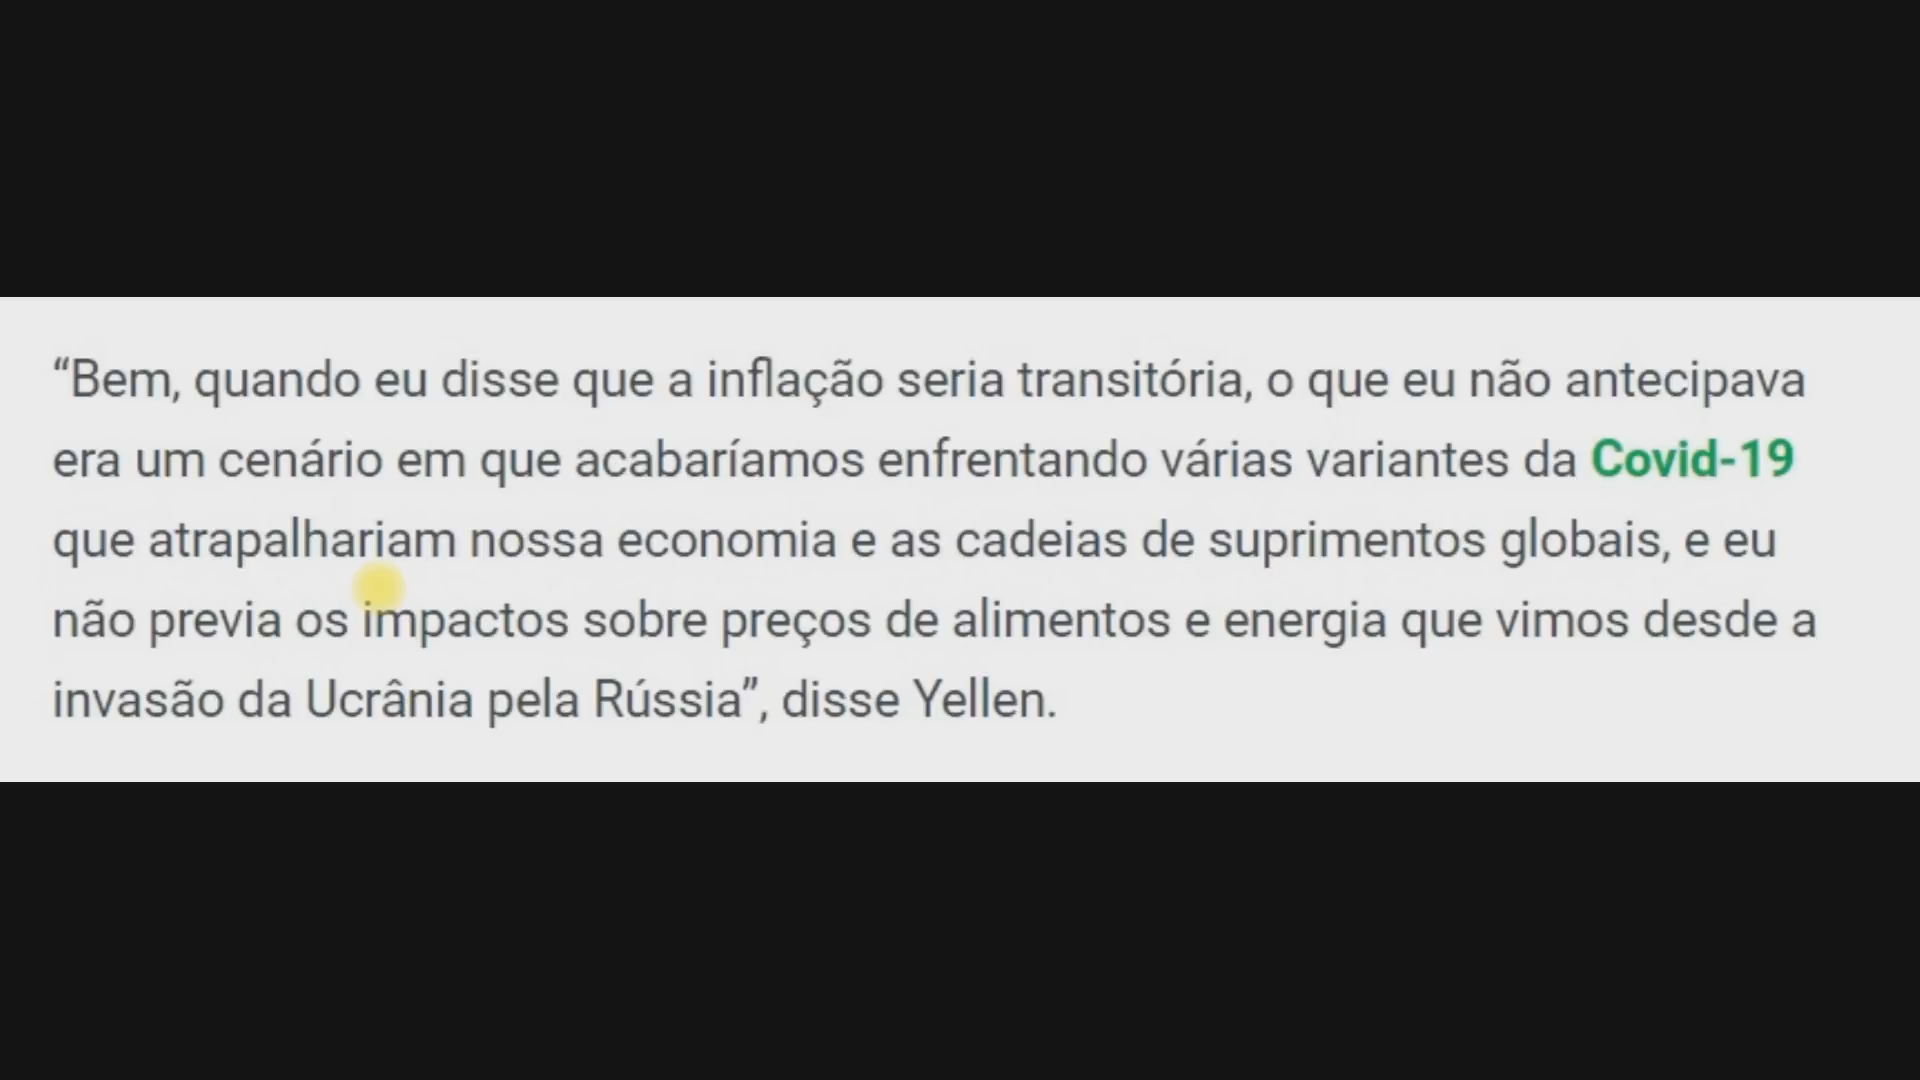 “Bem, quando eu disse que a inflação seria transitória, o que eu não antecipava
era um cenário em que acabaríamos enfrentando várias variantes da Covid-19
que atrapalhariam nossa economia e as cadeias de suprimentos globais, e eu
não previa os impactos sobre preços de alimentos e energia que vimos desde a
invasão da Ucrânia pela Rússia”, disse Yellen.